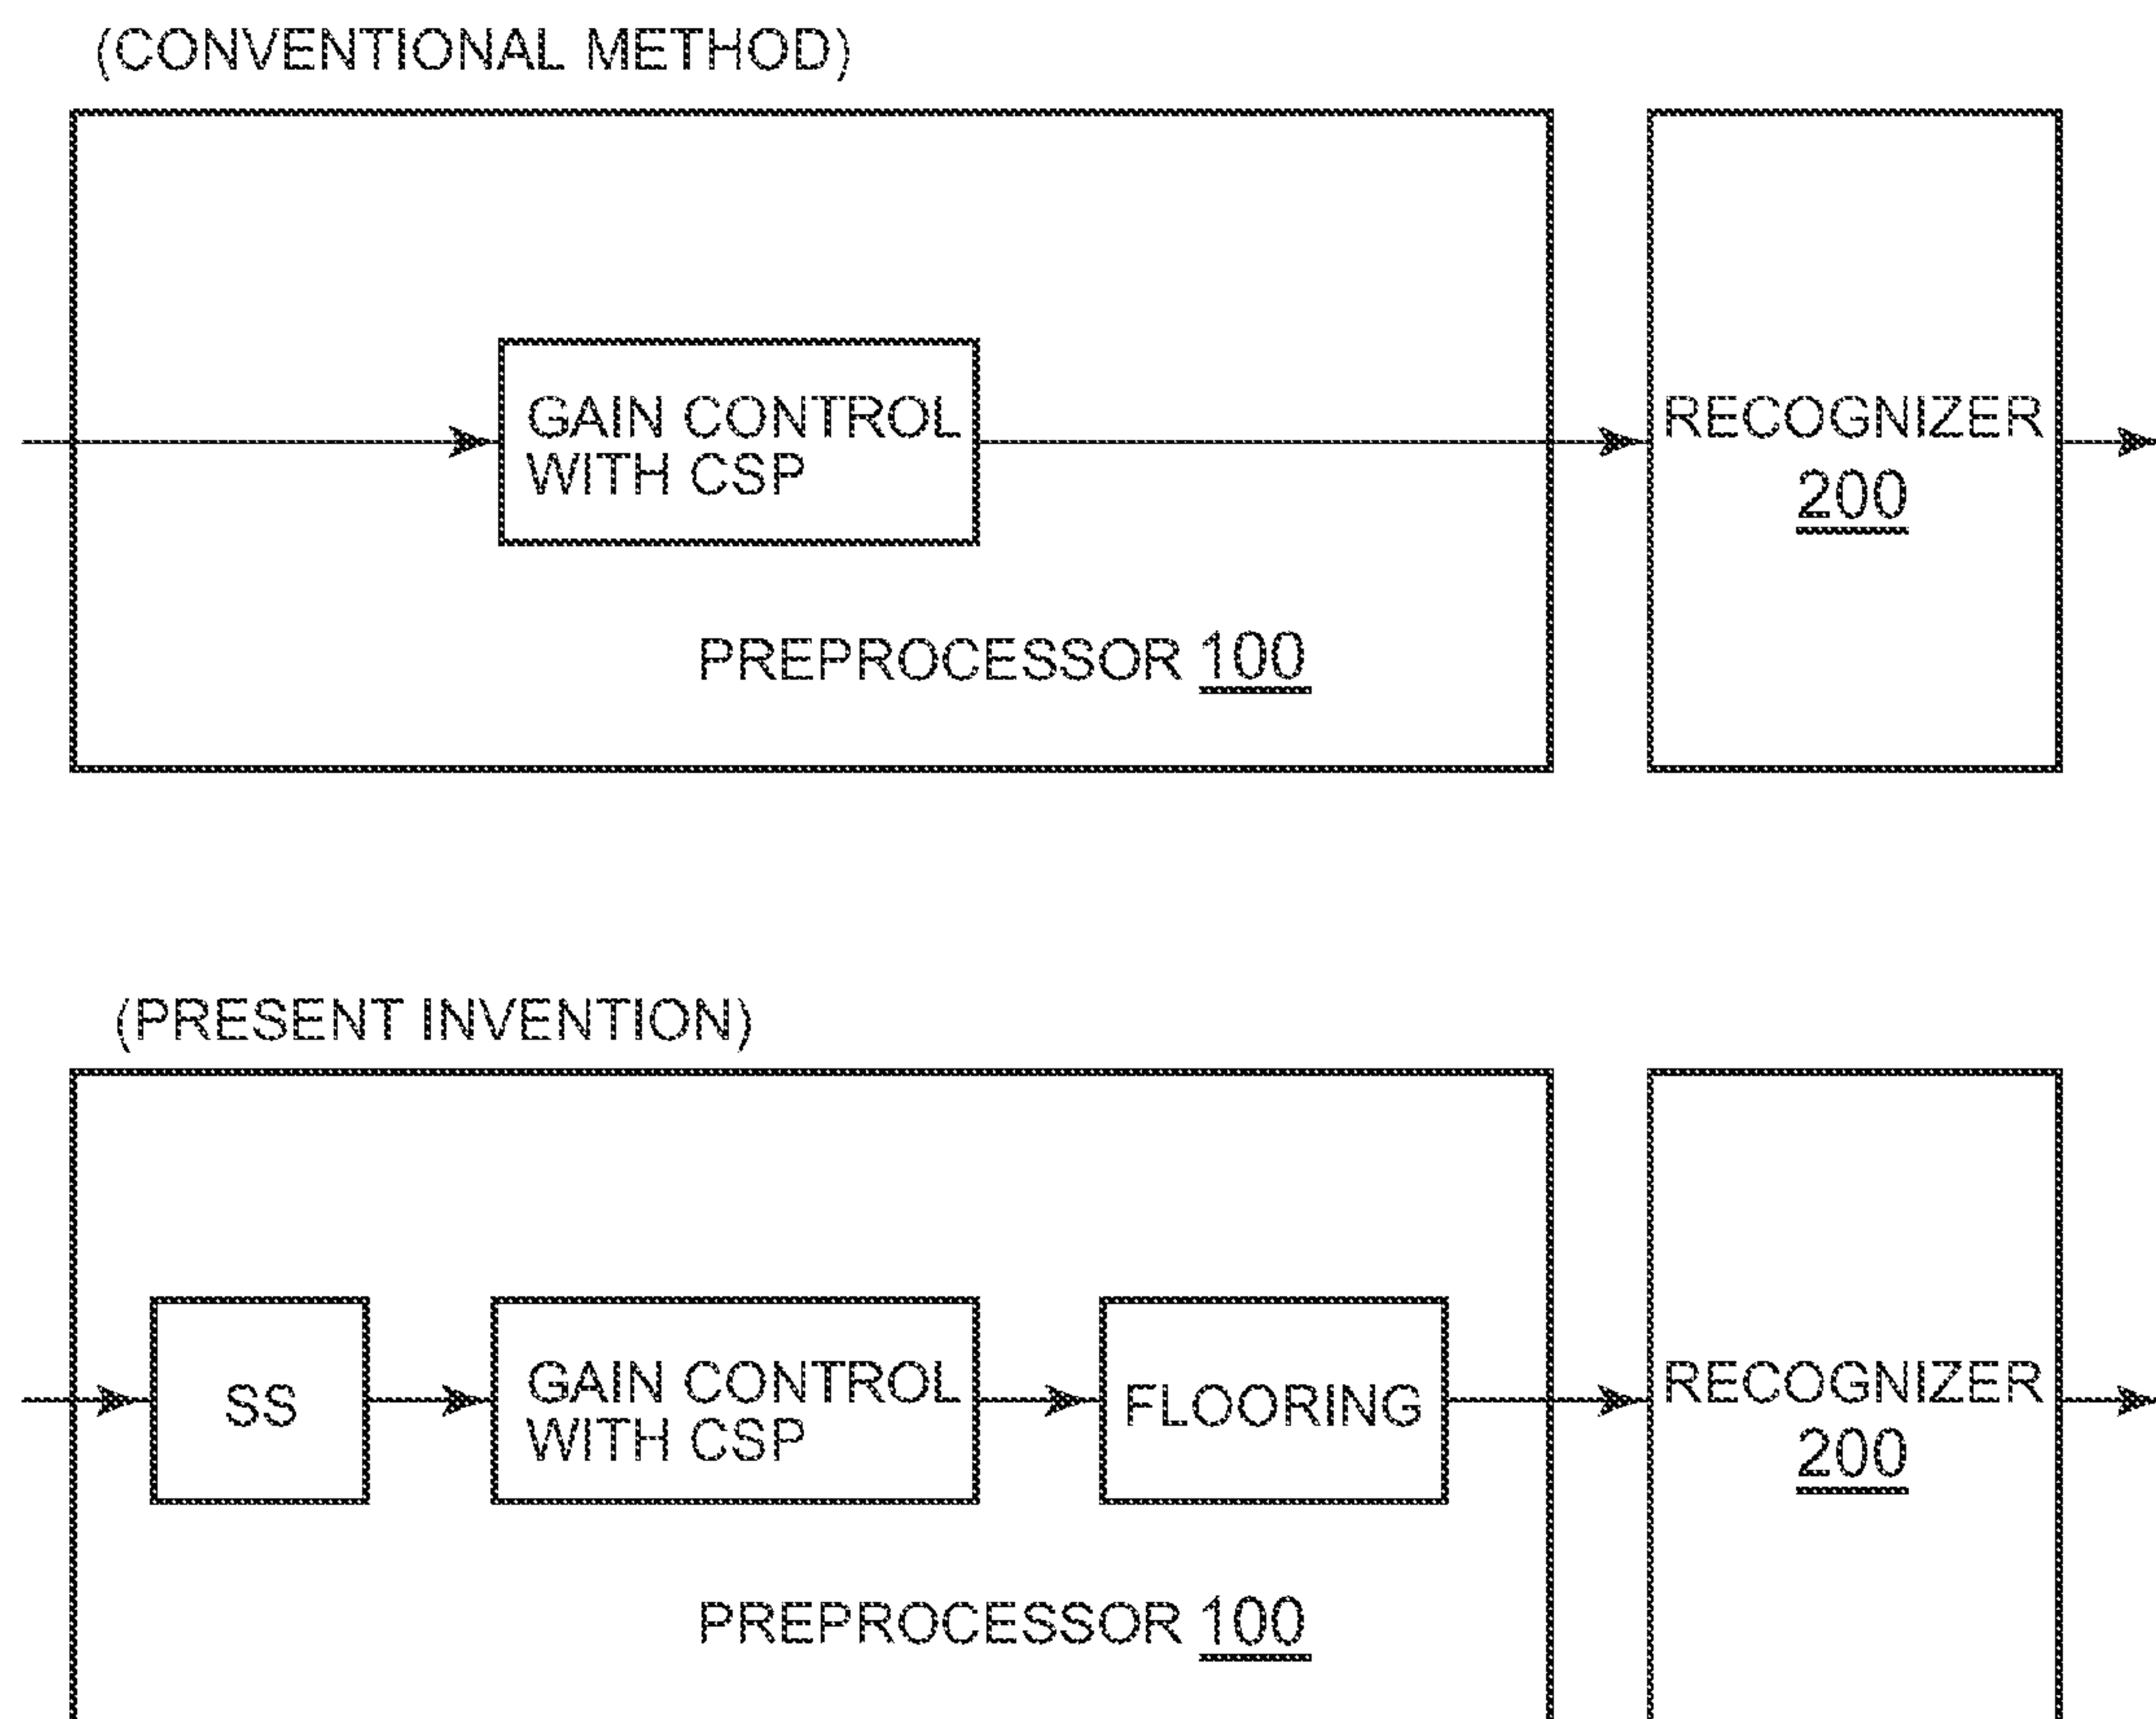 (CONVENTIONAL METHOD)
GAIN CONTROL
WITH CSP
PREPROCESSOR 100
RECOGNIZER
200
(PRESENT INVENTION)
SS
GAIN CONTROL
WITH CSP
FLOORING
PREPROCESSOR 100
RECOGNIZER
200